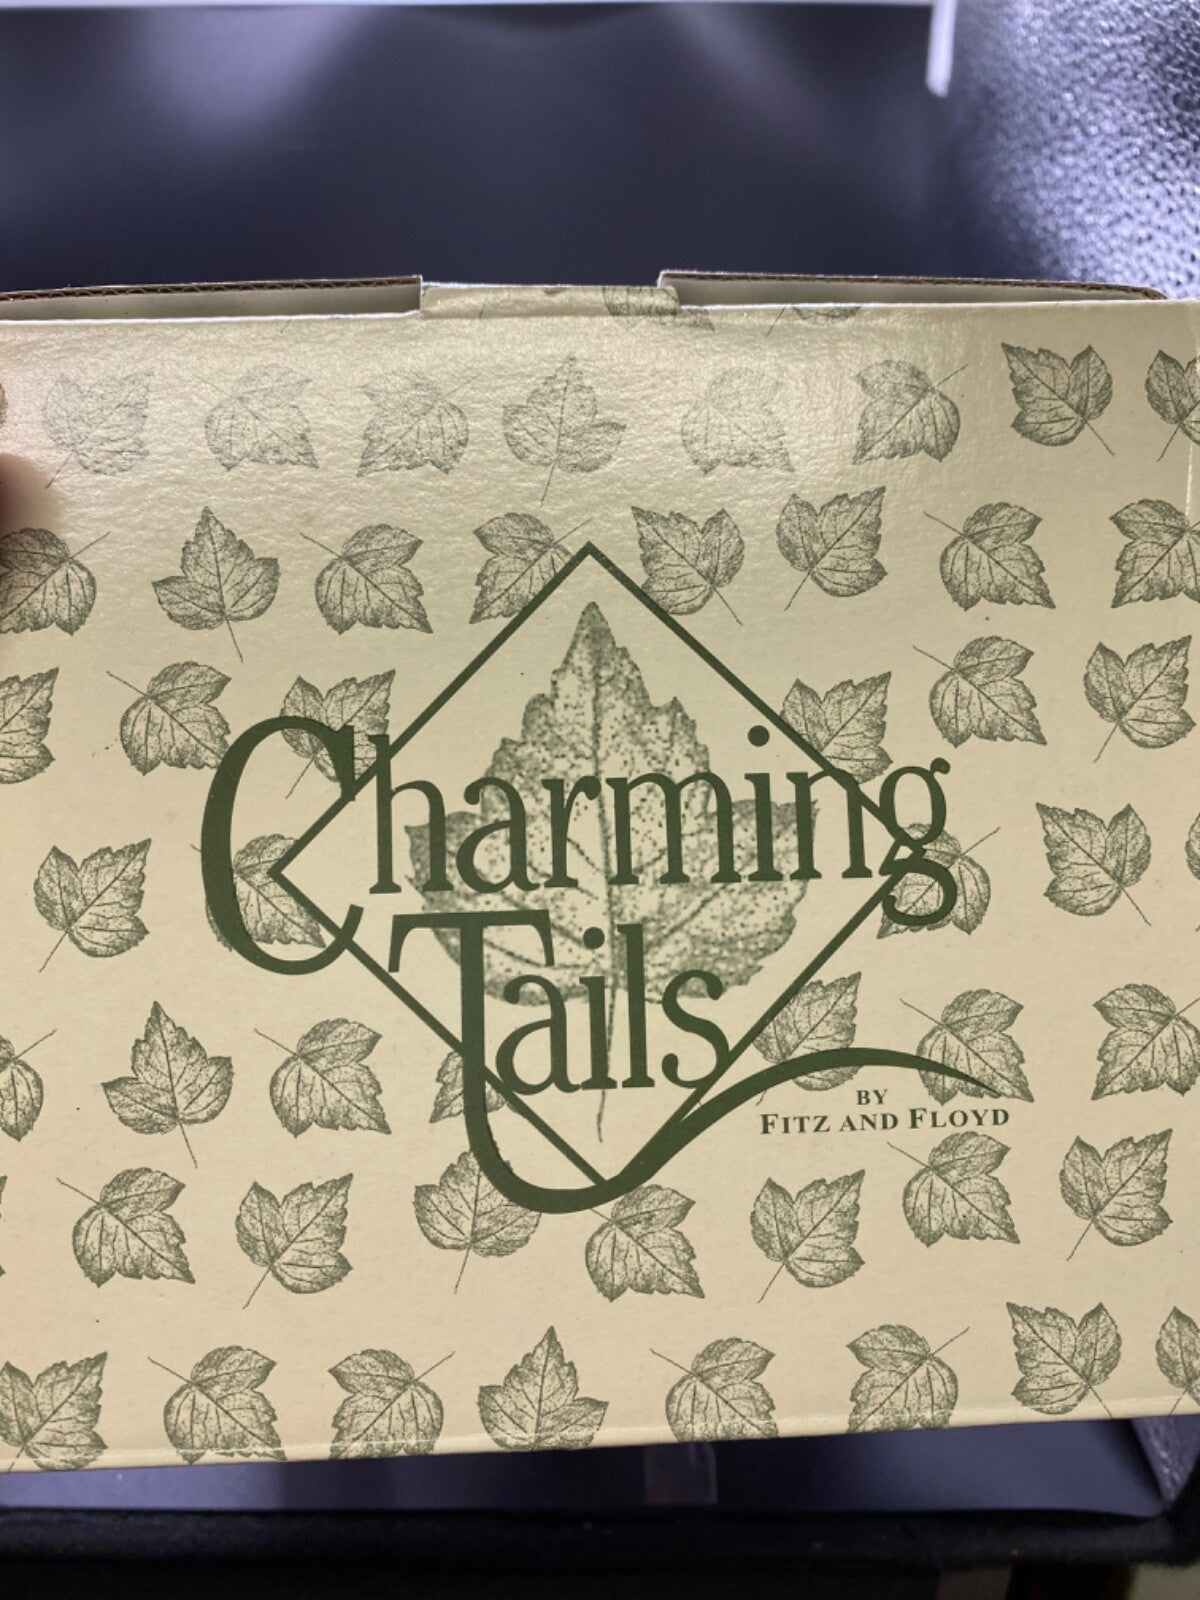 Charming
Tails
BY
FITZ AND FLOYD